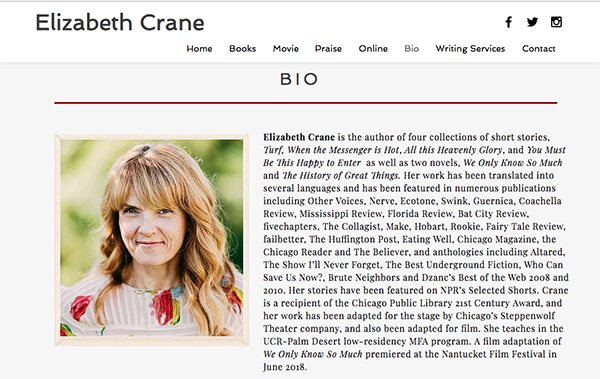 Elizabeth Crane
Home Books Movie Praise Online Bio Writing Services Contact
BIO
Elizabeth Crane is the author of four collections of short stories,
Turf, When the Messenger is Hot, All this Heavenly Glory, and You Must
Be This Happy to Enter as well as two novels, We Only Know So Much
and The History of Great Things. Her work has been translated into
several languages and has been featured in numerous publications
including Other Voices, Nerve, Ecotone, Swink, Guernica, Coachella
Review, Mississippi Review, Florida Review, Bat City Review,
fivechapters, The Collagist, Make, Hobart, Rookie, Fairy Tale Review,
failbetter, The Huffington Post, Eating Well, Chicago Magazine, the
Chicago Reader and The Believer, and anthologies including Altared,
The Show I'll Never Forget, The Best Underground Fiction, Who Can
Save Us Now?, Brute Neighbors and Dzanc's Best of the Web 2008 and
2010. Her stories have been featured on NPR's Selected Shorts. Crane
is a recipient of the Chicago Public Library 21st Century Award, and
her work has been adapted for the stage by Chicago's Steppenwolf
Theater company, and also been adapted for film. She teaches in the
UCR-Palm Desert low-residency MFA program. A film adaptation of
We Only Know So Much premiered at the Nantucket Film Festival in
June 2018.